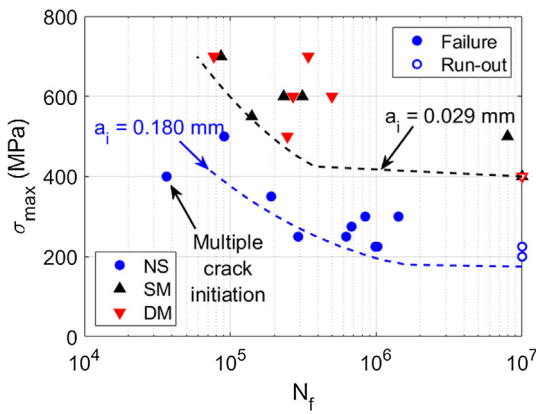 800
600
400
200
0
σmax (MPa)
10^4
10^5
10^6
10^7
Nf
Failure
Run-out
ai = 0.180 mm
ai = 0.029 mm
Multiple
crack
initiation
NS
SM
DM